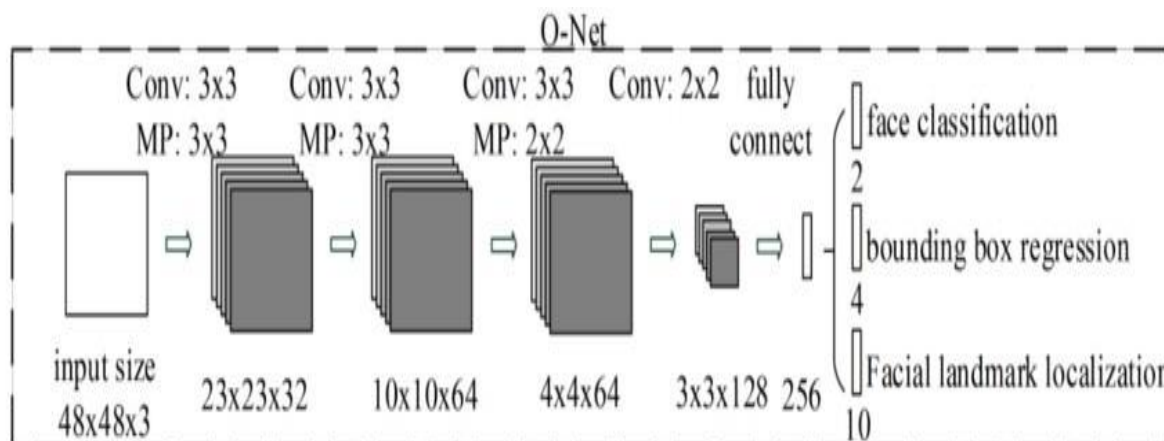 O-Net
Conv: 3x3 Conv: 3x3 Conv: 3x3 Conv: 2x2 fully
MP: 3x3 MP: 3x3 MP: 2x2 connect
face classification
2
bounding box regression
4
Facial landmark localization
10
input size
48x48x3
23x23x32
10x10x64
4x4x64
3x3x128
256